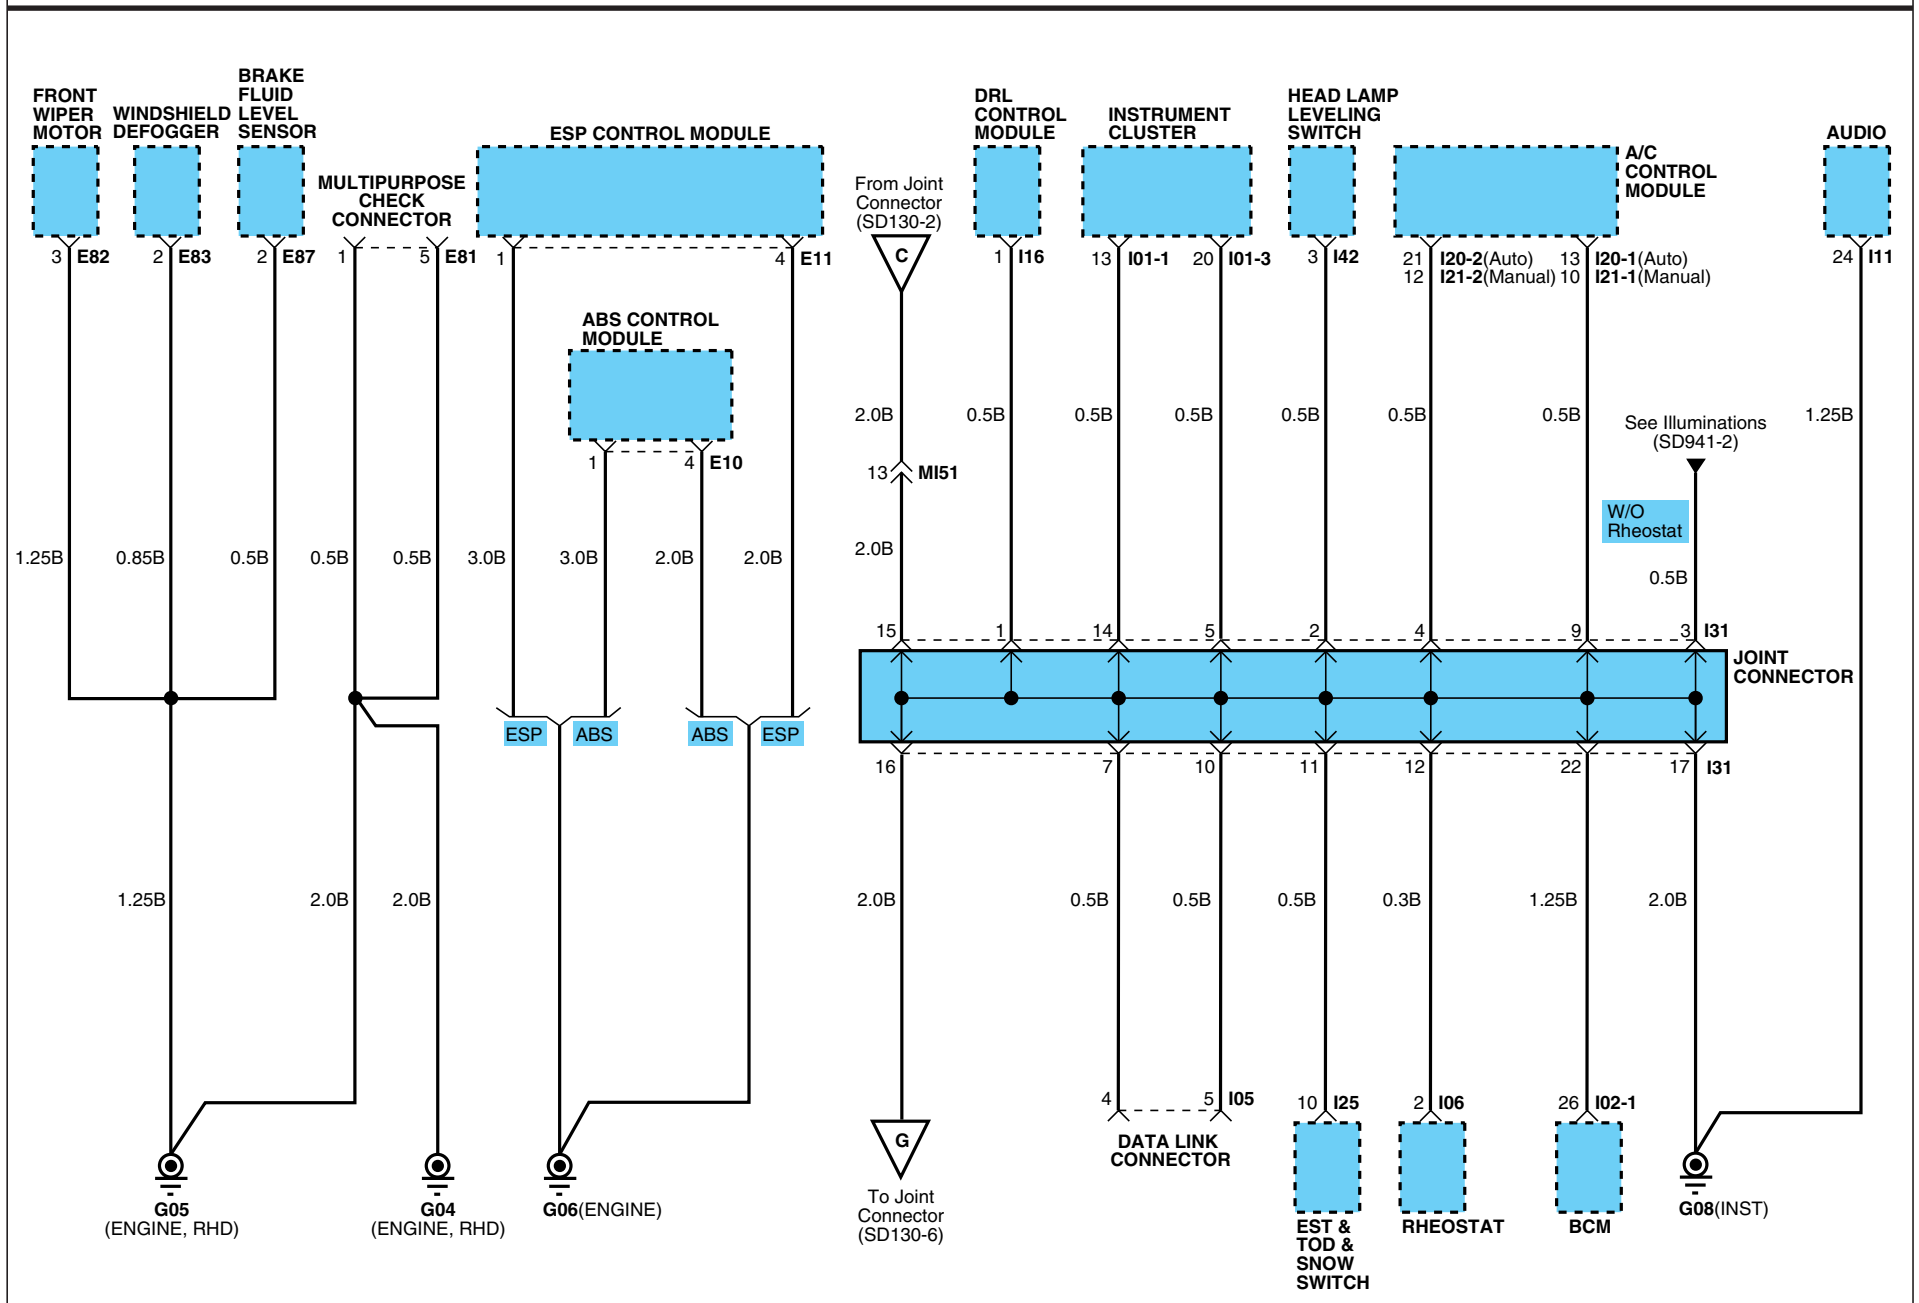 FRONT
WIPER
MOTOR
WINDSHIELD
DEFOGGER
BRAKE
FLUID
LEVEL
SENSOR
MULTIPURPOSE
CHECK
CONNECTOR
ESP CONTROL MODULE
From Joint
Connector
(SD130-2)
C
DRL
CONTROL
MODULE
INSTRUMENT
CLUSTER
HEAD LAMP
LEVELING
SWITCH
A/C
CONTROL
MODULE
AUDIO
3 E82
2 E83
2 E87
1
5 E81
1
4 E11
1 I16
13 I01-1
20 I01-3
3 I42
21 I20-2(Auto)
12 I21-2(Manual)
13 I20-1(Auto)
10 I21-1(Manual)
24 I11
ABS CONTROL
MODULE
1
4 E10
2.0B
0.5B
0.5B
0.5B
0.5B
0.5B
0.5B
1.25B
See Illuminations
(SD941-2)
13 MI51
W/O
Rheostat
1.25B
0.85B
0.5B
0.5B
0.5B
3.0B
3.0B
2.0B
2.0B
2.0B
0.5B
15
1
14
5
2
4
9
3 I31
JOINT
CONNECTOR
ESP
ABS
ABS
ESP
16
7
10
11
12
22
17 I31
1.25B
2.0B
2.0B
2.0B
0.5B
0.5B
0.5B
0.3B
1.25B
2.0B
4
5 I05
10 I25
2 I06
26 I02-1
DATA LINK
CONNECTOR
G
G05
(ENGINE, RHD)
G04
(ENGINE, RHD)
G06(ENGINE)
To Joint
Connector
(SD130-6)
EST &
TOD &
SNOW
SWITCH
RHEOSTAT
BCM
G08(INST)